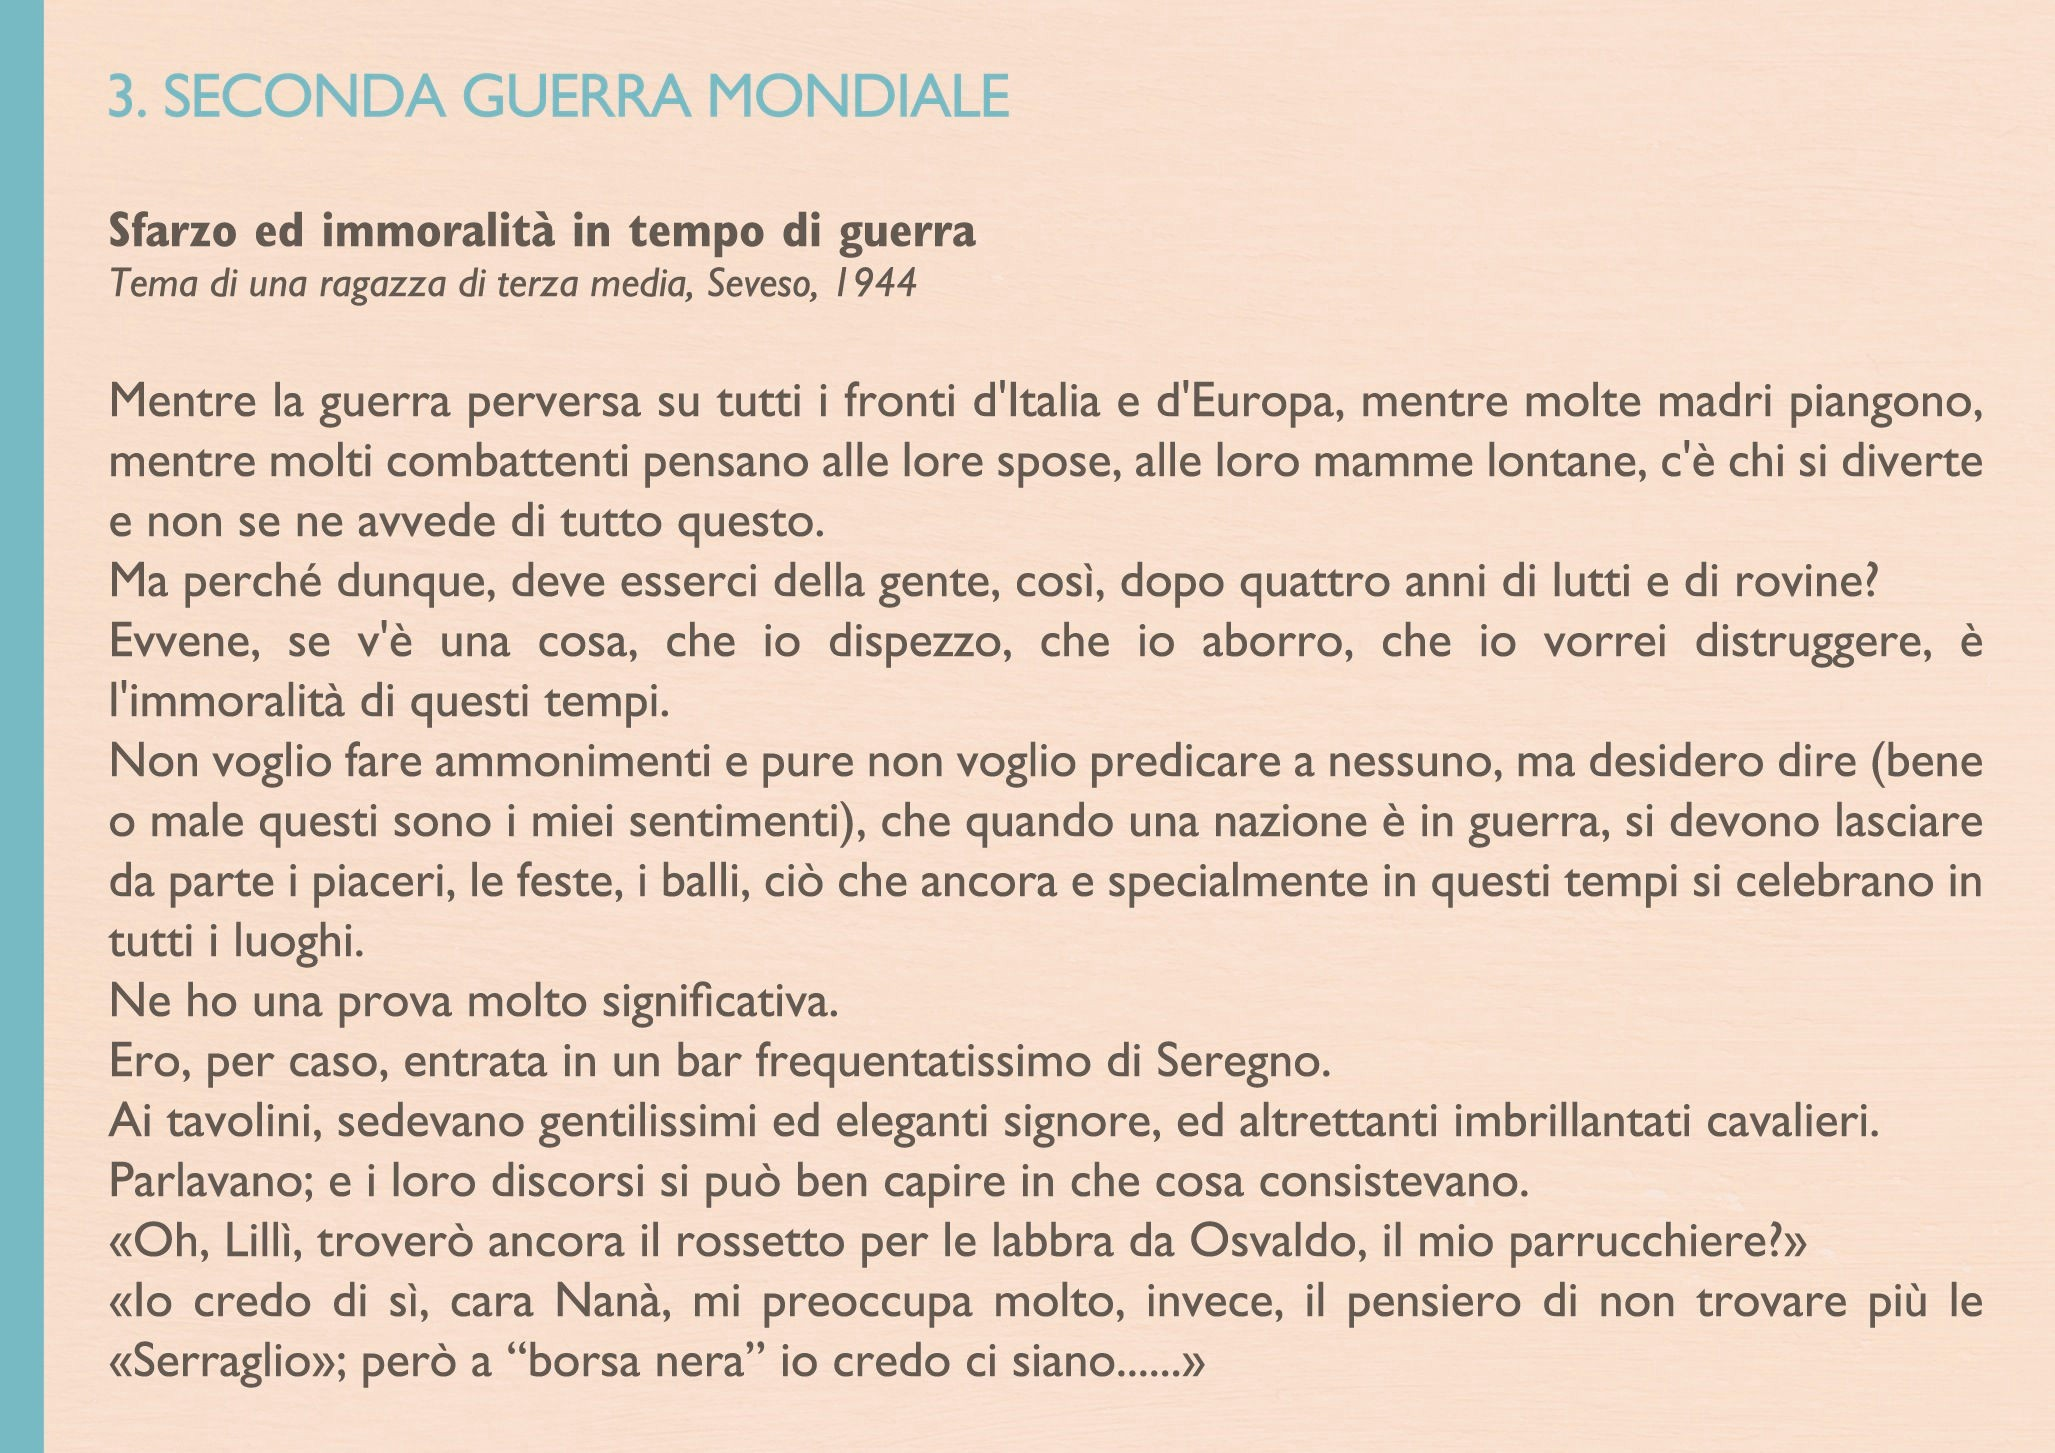 3. SECONDA GUERRA MONDIALE
Sfarzo ed immoralità in tempo di guerra
Tema di una ragazza di terza media, Seveso, 1944
Mentre la guerra perversa su tutti i fronti d'Italia e d'Europa, mentre molte madri piangono,
mentre molti combattenti pensano alle lore spose, alle loro mamme lontane, c'è chi si diverte
e non se ne avvede di tutto questo.
Ma perché dunque, deve esserci della gente, così, dopo quattro anni di lutti e di rovine?
Evvene, se v'è una cosa, che io dispezzo, che io aborro, che io vorrei distruggere, è
l'immoralità di questi tempi.
Non voglio fare ammonimenti e pure non voglio predicare a nessuno, ma desidero dire (bene
o male questi sono i miei sentimenti), che quando una nazione è in guerra, si devono lasciare
da parte i piaceri, le feste, i balli, ciò che ancora e specialmente in questi tempi si celebrano in
tutti i luoghi.
Ne ho una prova molto significativa.
Ero, per caso, entrata in un bar frequentatissimo di Seregno.
Ai tavolini, sedevano gentilissimi ed eleganti signore, ed altrettanti imbrillantati cavalieri.
Parlavano; e i loro discorsi si può ben capire in che cosa consistevano.
«Oh, Lillì, troverò ancora il rossetto per le labbra da Osvaldo, il mio parrucchiere?»
«Io credo di sì, cara Nanà, mi preoccupa molto, invece, il pensiero di non trovare più le
«Serraglio»; però a “borsa nera” io credo ci siano......»